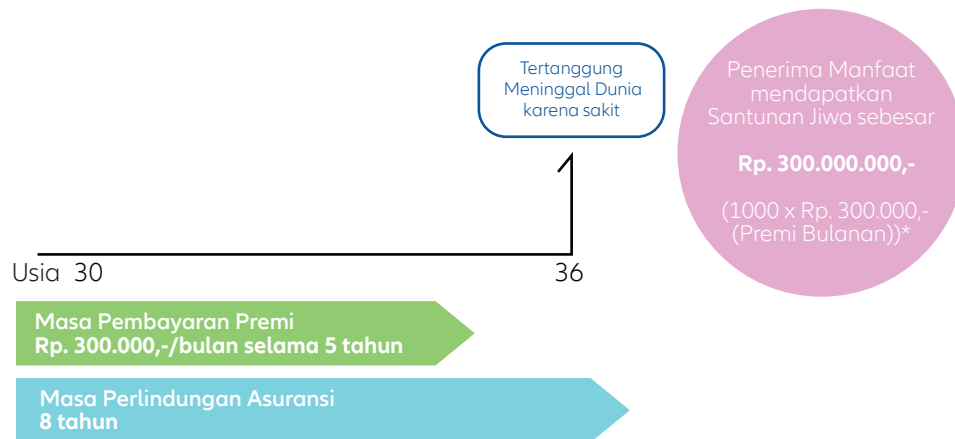 Tertanggung
Meninggal Dunia
karena sakit
Penerima Manfaat
mendapatkan
Santunan Jiwa sebesar
Rp. 300.000.000,-
(1000 x Rp. 300.000,-
(Premi Bulanan))*
Usia 30
36
Masa Pembayaran Premi
Rp. 300.000,-/bulan selama 5 tahun
Masa Perlindungan Asuransi
8 tahun